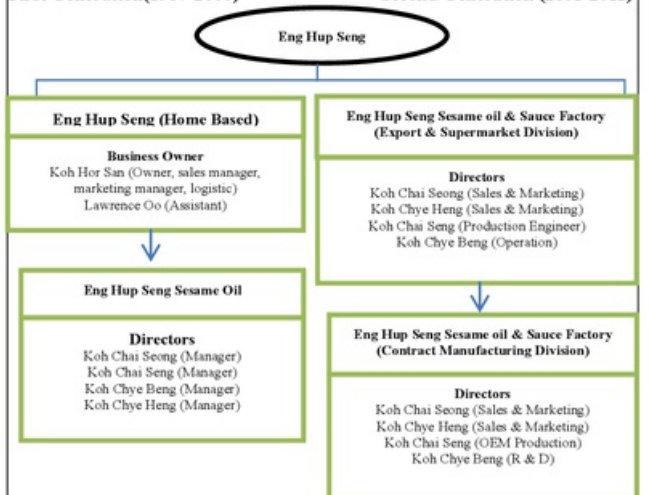 Eng Hup Seng
Eng Hup Seng (Home Based)
Business Owner
Koh Hor San (Owner, sales manager,
marketing manager, logistic)
Lawrence Oo (Assistant)
Eng Hup Seng Sesame Oil
Directors
Koh Chai Seong (Manager)
Koh Chai Seng (Manager)
Koh Chye Beng (Manager)
Koh Chye Heng (Manager)
Eng Hup Seng Sesame oil & Sauce Factory
(Export & Supermarket Division)
Directors
Koh Chai Seong (Sales & Marketing)
Koh Chye Heng (Sales & Marketing)
Koh Chai Seng (Production Engineer)
Koh Chye Beng (Operation)
Eng Hup Seng Sesame oil & Sauce Factory
(Contract Manufacturing Division)
Directors
Koh Chai Seong (Sales & Marketing)
Koh Chye Heng (Sales & Marketing)
Koh Chai Seng (OEM Production)
Koh Chye Beng (R & D)